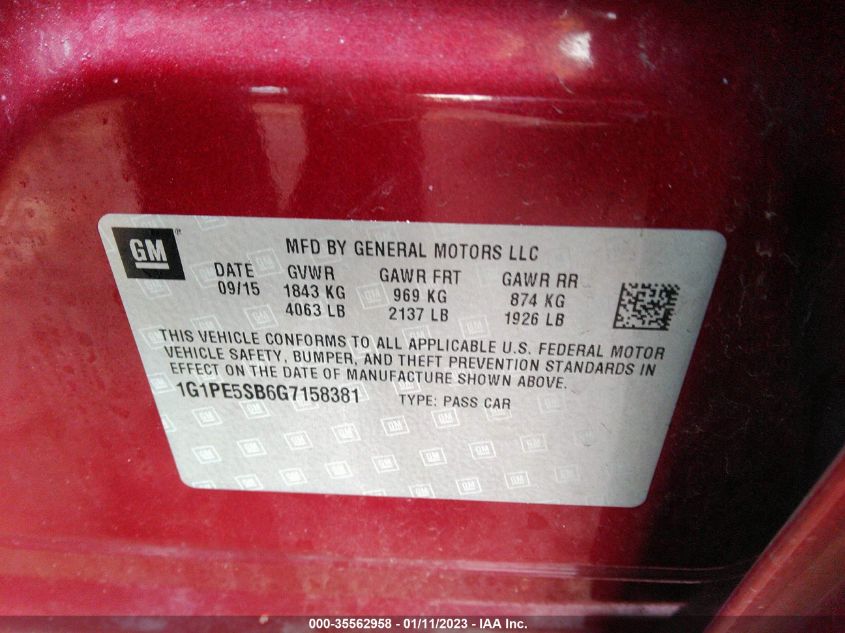 GM
MFD BY GENERAL MOTORS LLC
DATE GVWR GAWR FRT GAWR RR
09/15 1843 KG 969 KG 874 KG
4063 LB 2137 LB 1926 LB
THIS VEHICLE CONFORMS TO ALL APPLICABLE U.S. FEDERAL MOTOR
VEHICLE SAFETY, BUMPER, AND THEFT PREVENTION STANDARDS IN
EFFECT ON THE DATE OF MANUFACTURE SHOWN ABOVE.
1G1PE5SB6G7158381 TYPE: PASS CAR
000-35562958 - 01/11/2023 - © IAA Inc.